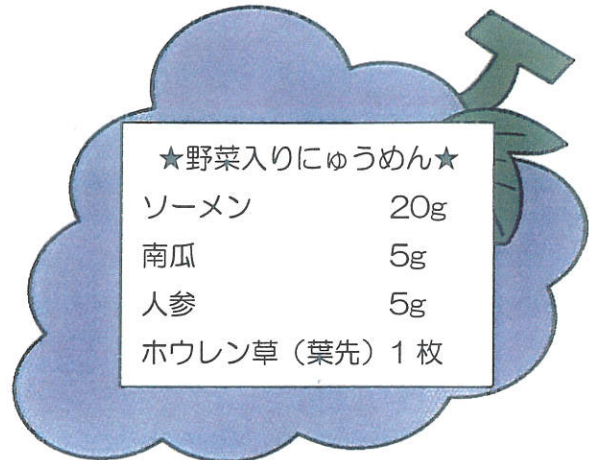 ★野菜入りにゅうめん★
ソーメン 20g
南瓜 5g
人参 5g
ホウレン草（葉先）1枚